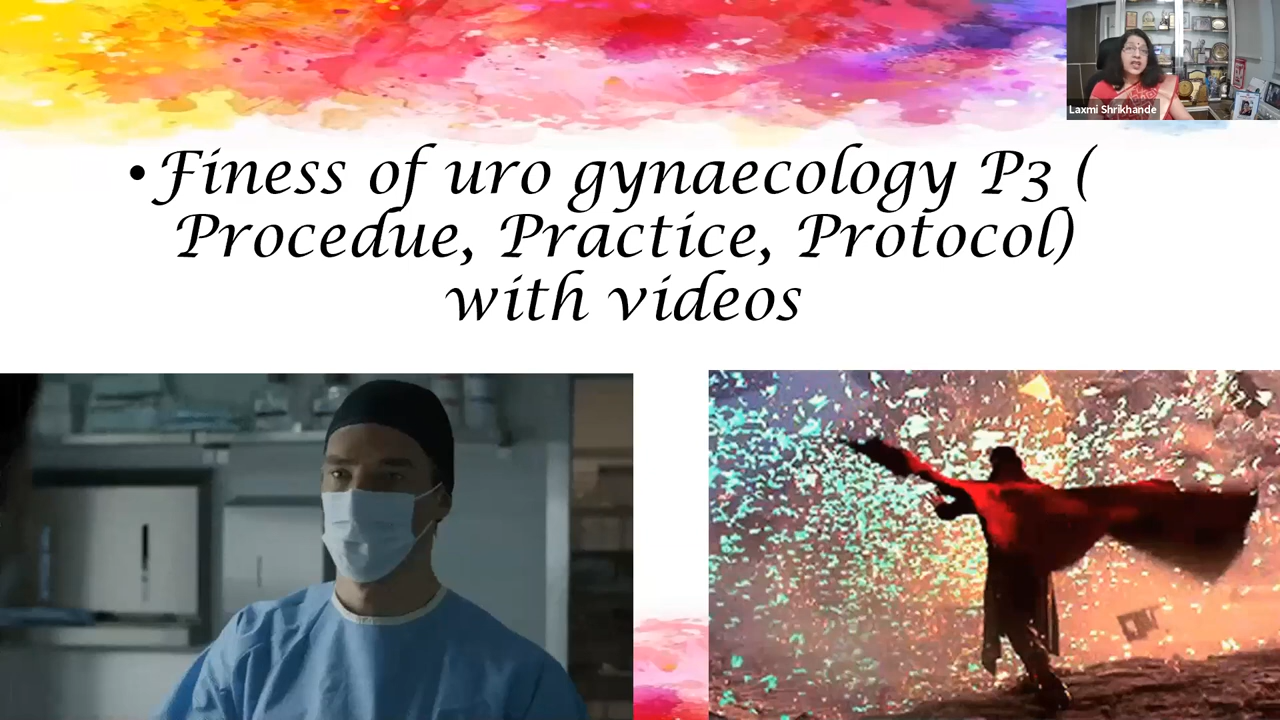 Laxmi Shrikhande
• Finess of uro gynaecology P3 (
Procedue, Practice, Protocol)
with videos